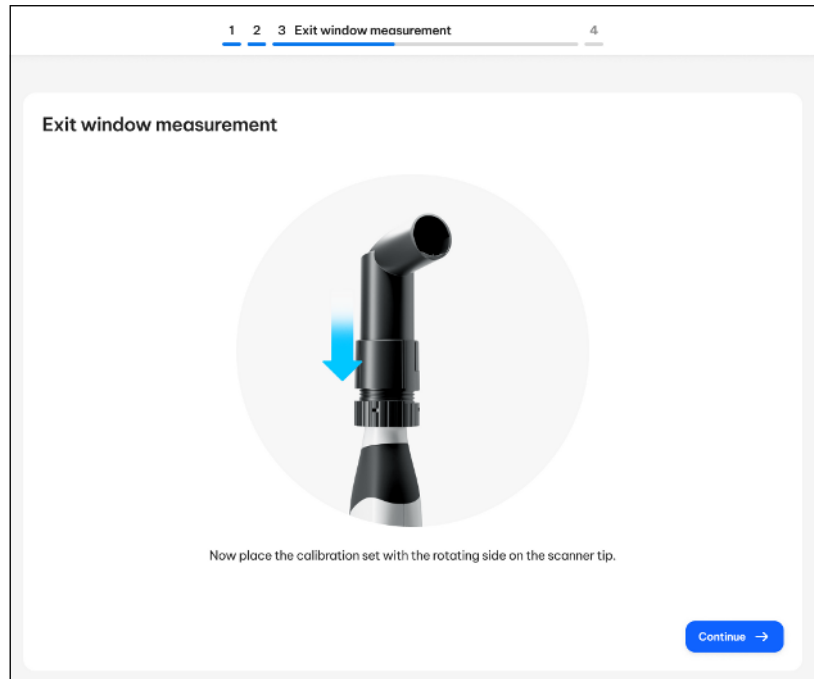 1 2 3 Exit window measurement 4
Exit window measurement
Now place the calibration set with the rotating side on the scanner tip.
Continue →